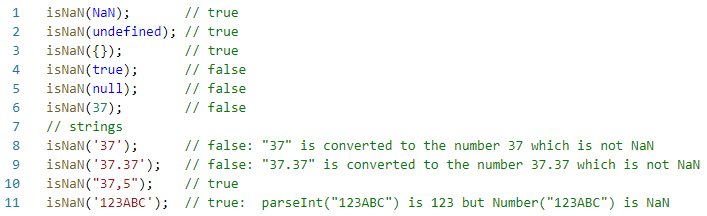 1 isNaN(NaN);       // true
2 isNaN(undefined); // true
3 isNaN({});        // true
4 isNaN(true);      // false
5 isNaN(null);      // false
6 isNaN(37);        // false
7 // strings
8 isNaN('37');      // false: "37" is converted to the number 37 which is not NaN
9 isNaN('37.37');   // false: "37.37" is converted to the number 37.37 which is not NaN
10 isNaN("37,5");    // true
11 isNaN('123ABC');  // true:  parseInt("123ABC") is 123 but Number("123ABC") is NaN